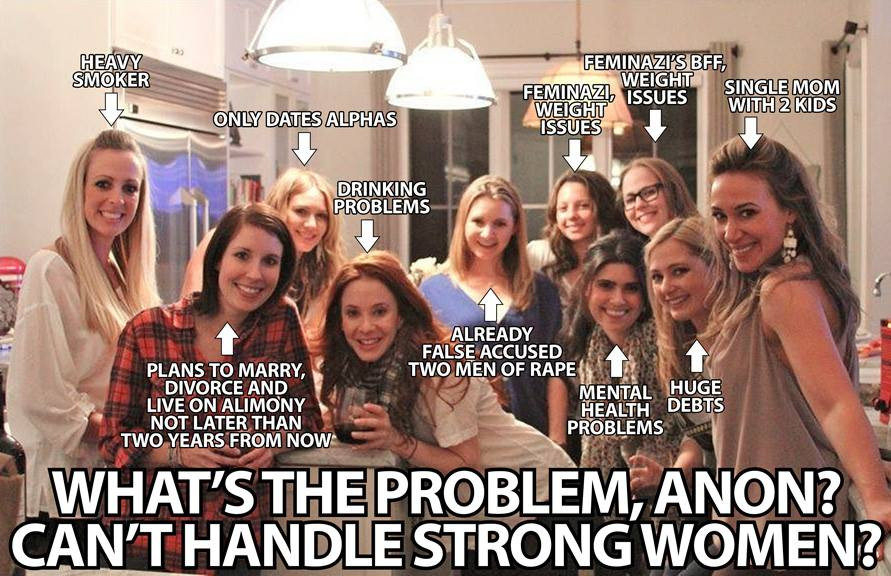 HEAVY
SMOKER
ONLY DATES ALPHAS
DRINKING
PROBLEMS
FEMINAZI,
WEIGHT
ISSUES
FEMINAZI'S BFF,
WEIGHT
ISSUES
SINGLE MOM
WITH 2 KIDS
PLANS TO MARRY,
DIVORCE AND
LIVE ON ALIMONY
NOT LATER THAN
TWO YEARS FROM NOW
ALREADY
FALSE ACCUSED
TWO MEN OF RAPE
MENTAL
HEALTH
PROBLEMS
HUGE
DEBTS
WHAT'S THE PROBLEM, ANON?
CAN'T HANDLE STRONG WOMEN?